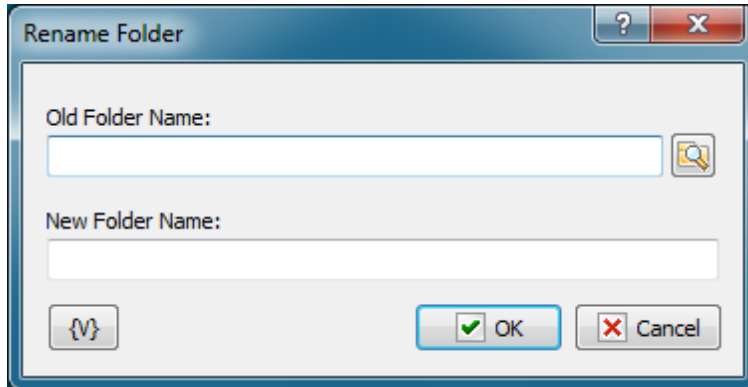 Rename Folder
?
Old Folder Name:
New Folder Name:
{V}
OK
Cancel